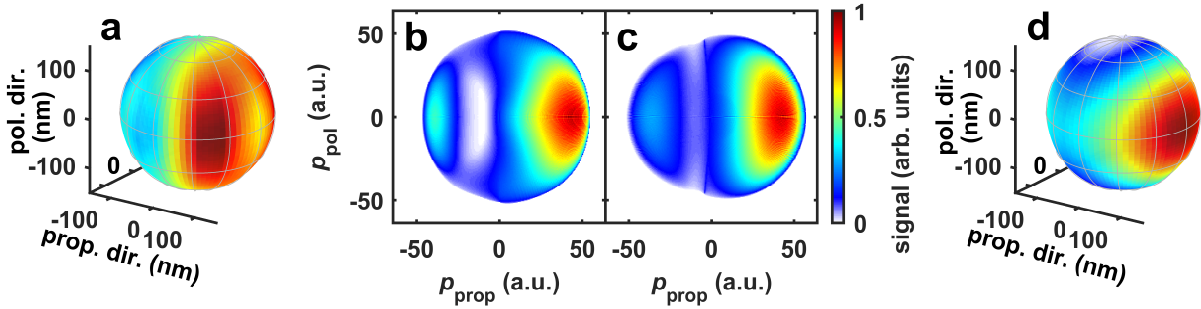 a
pol. dir.
(nm)
100
0
-100
0
-100
0
100
prop. dir. (nm)
b
c
p_pol (a.u.)
50
0
-50
-50
0
50
p_prop (a.u.)
-50
0
50
p_prop (a.u.)
1
0.5
0
signal (arb. units)
d
pol. dir.
(nm)
100
0
-100
0
-100
0
100
prop. dir. (nm)